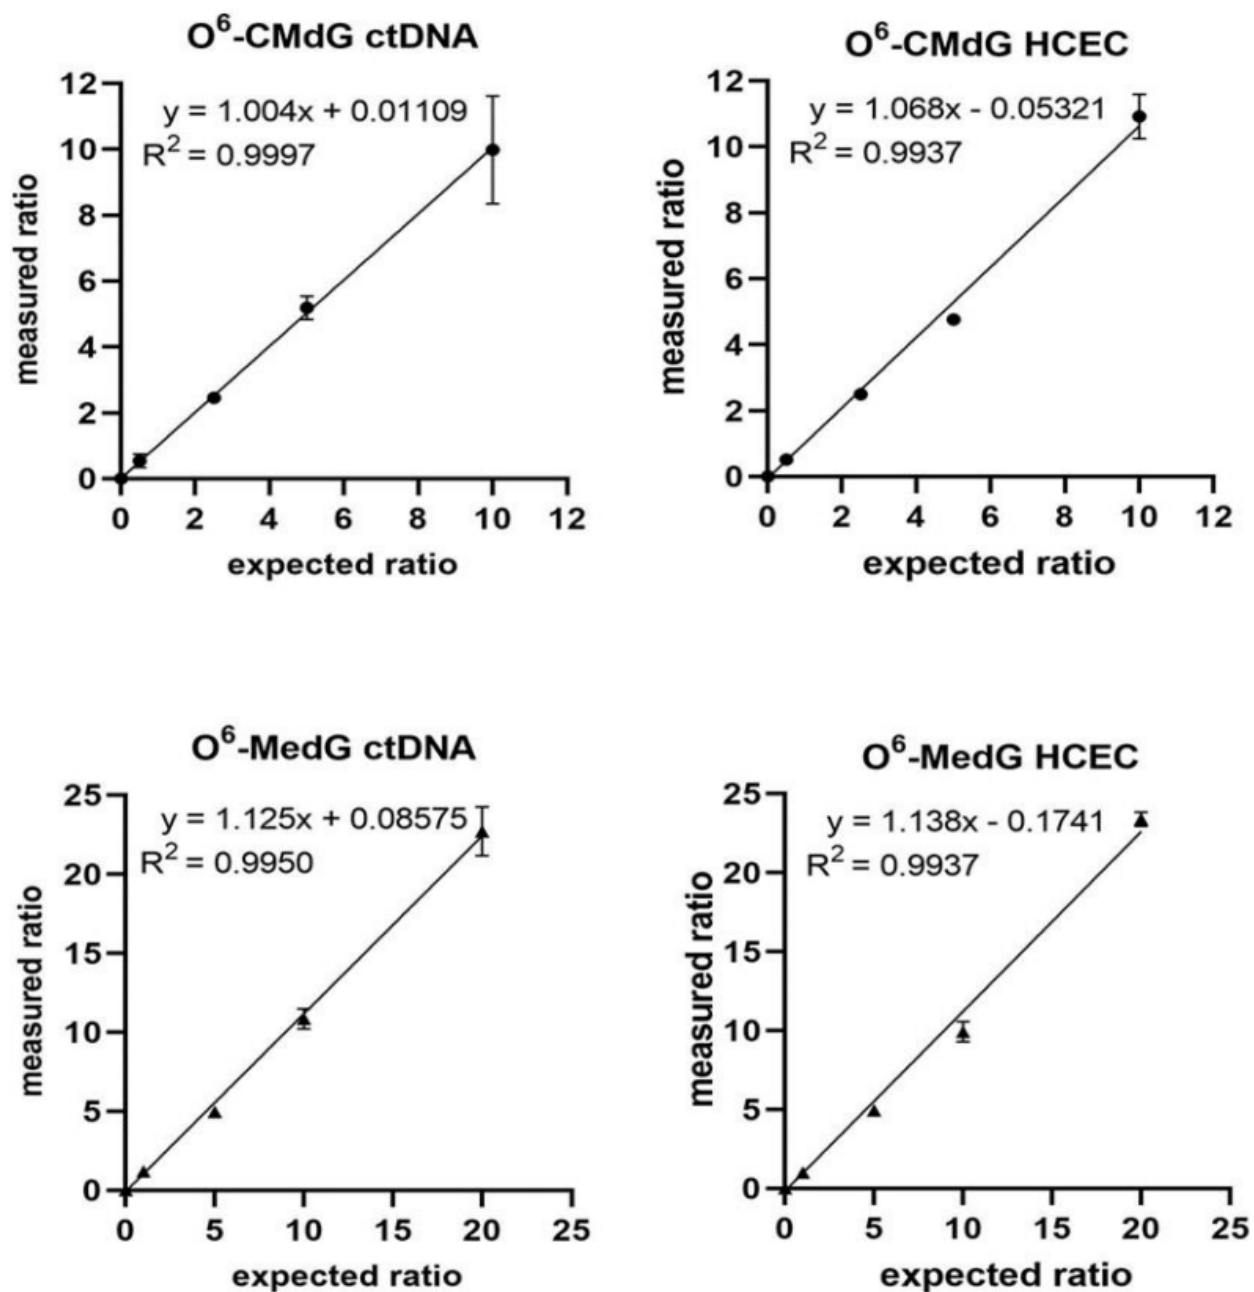 O⁶-CMdG ctDNA
y = 1.004x + 0.01109
R² = 0.9997
12
10
8
6
4
2
0
measured ratio
0 2 4 6 8 10 12
expected ratio
O⁶-CMdG HCEC
y = 1.068x - 0.05321
R² = 0.9937
12
10
8
6
4
2
0
measured ratio
0 2 4 6 8 10 12
expected ratio
O⁶-MedG ctDNA
y = 1.125x + 0.08575
R² = 0.9950
25
20
15
10
5
0
measured ratio
0 5 10 15 20 25
expected ratio
O⁶-MedG HCEC
y = 1.138x - 0.1741
R² = 0.9937
25
20
15
10
5
0
measured ratio
0 5 10 15 20 25
expected ratio